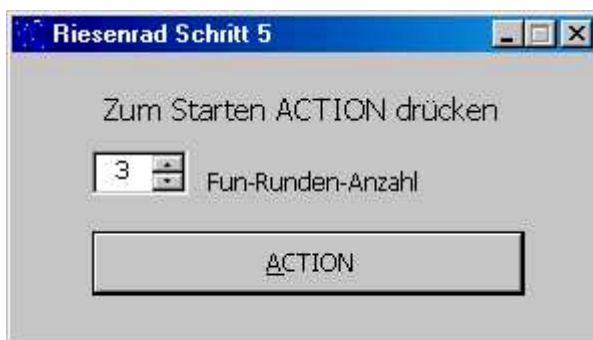 Riesenrad Schritt 5
Zum Starten ACTION drücken
3 Fun-Runden-Anzahl
ACTION